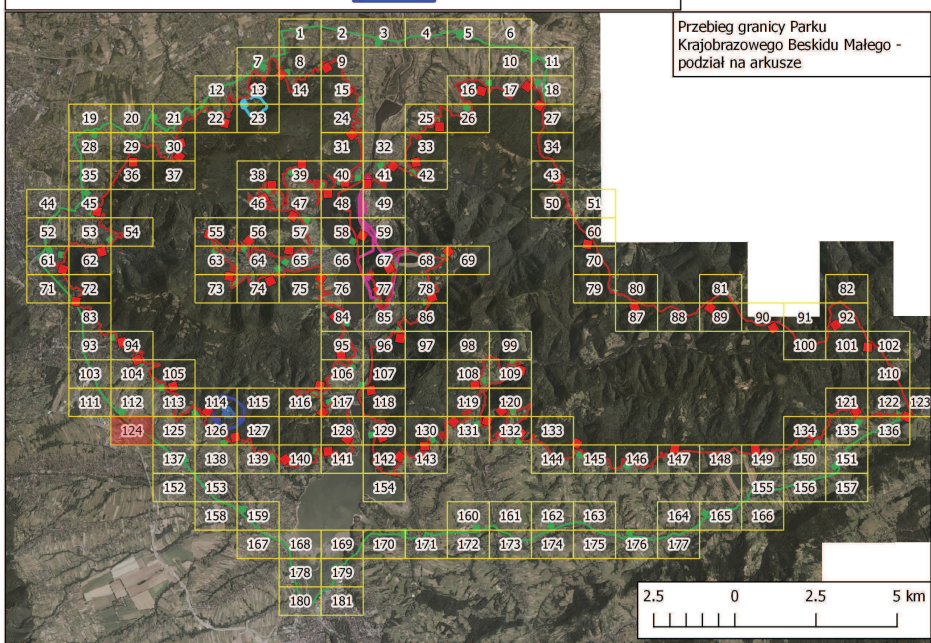 Przebieg granicy Parku
Krajobrazowego Beskidu Małego -
podział na arkusze
1 2 3 4 5 6
7 8 9 10 11
12 13 14 15 16 17 18
19 20 21 22 23 24 25 26 27
28 29 30 31 32 33 34
35 36 37 38 39 40 41 42 43
44 45 46 47 48 49 50 51
52 53 54 55 56 57 58 59 60
61 62 63 64 65 66 67 68 69 70
71 72 73 74 75 76 77 78 79 80 81 82
83 84 85 86 87 88 89 90 91 92
93 94 95 96 97 98 99 100 101 102
103 104 105 106 107 108 109 110
111 112 113 114 115 116 117 118 119 120 121 122 123
124 125 126 127 128 129 130 131 132 133 134 135 136
137 138 139 140 141 142 143 144 145 146 147 148 149 150 151
152 153 154 155 156 157
158 159 160 161 162 163 164 165 166
167 168 169 170 171 172 173 174 175 176 177
178 179
180 181
2.5 0 2.5 5 km